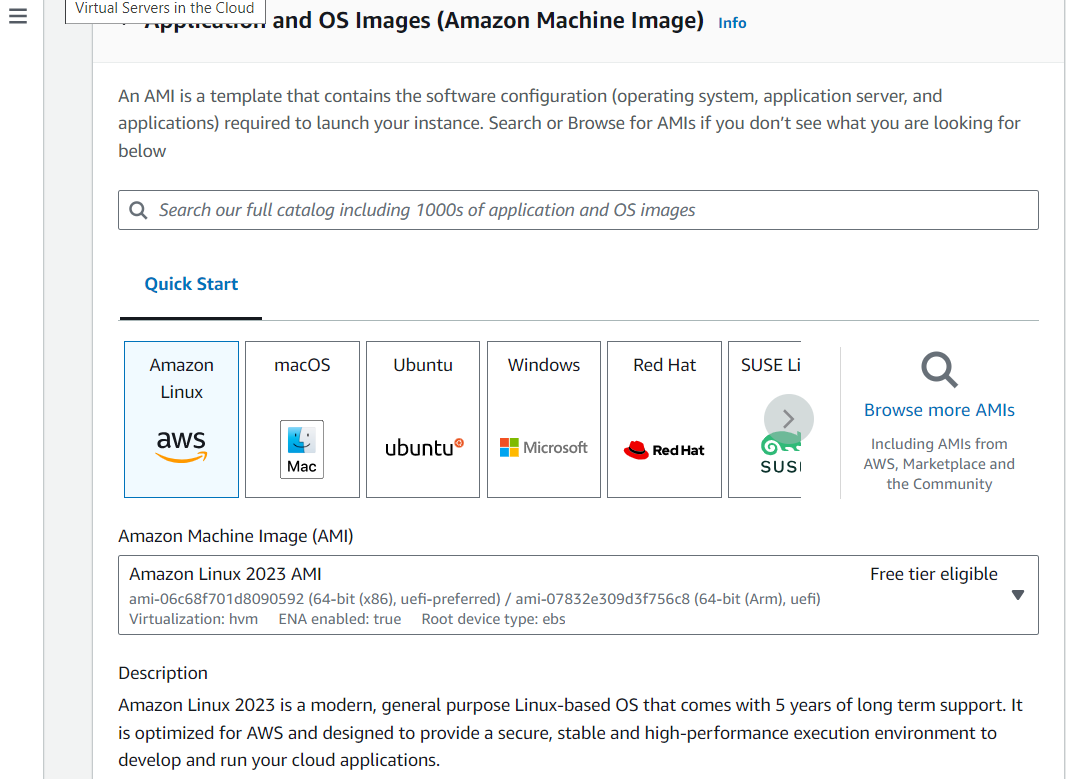 Virtual Servers in the Cloud
Application and OS Images (Amazon Machine Image) Info
An AMI is a template that contains the software configuration (operating system, application server, and
applications) required to launch your instance. Search or Browse for AMIs if you don’t see what you are looking for
below
Search our full catalog including 1000s of application and OS images
Quick Start
Amazon
Linux
aws
macOS
Mac
Ubuntu
ubuntu
Windows
Microsoft
Red Hat
Red Hat
SUSE Li
SUS
Browse more AMIs
Including AMIs from
AWS, Marketplace and
the Community
Amazon Machine Image (AMI)
Amazon Linux 2023 AMI
Free tier eligible
ami-06c68f701d8090592 (64-bit (x86), uefi-preferred) / ami-07832e309d3f756c8 (64-bit (Arm), uefi)
Virtualization: hvm ENA enabled: true Root device type: ebs
Description
Amazon Linux 2023 is a modern, general purpose Linux-based OS that comes with 5 years of long term support. It
is optimized for AWS and designed to provide a secure, stable and high-performance execution environment to
develop and run your cloud applications.